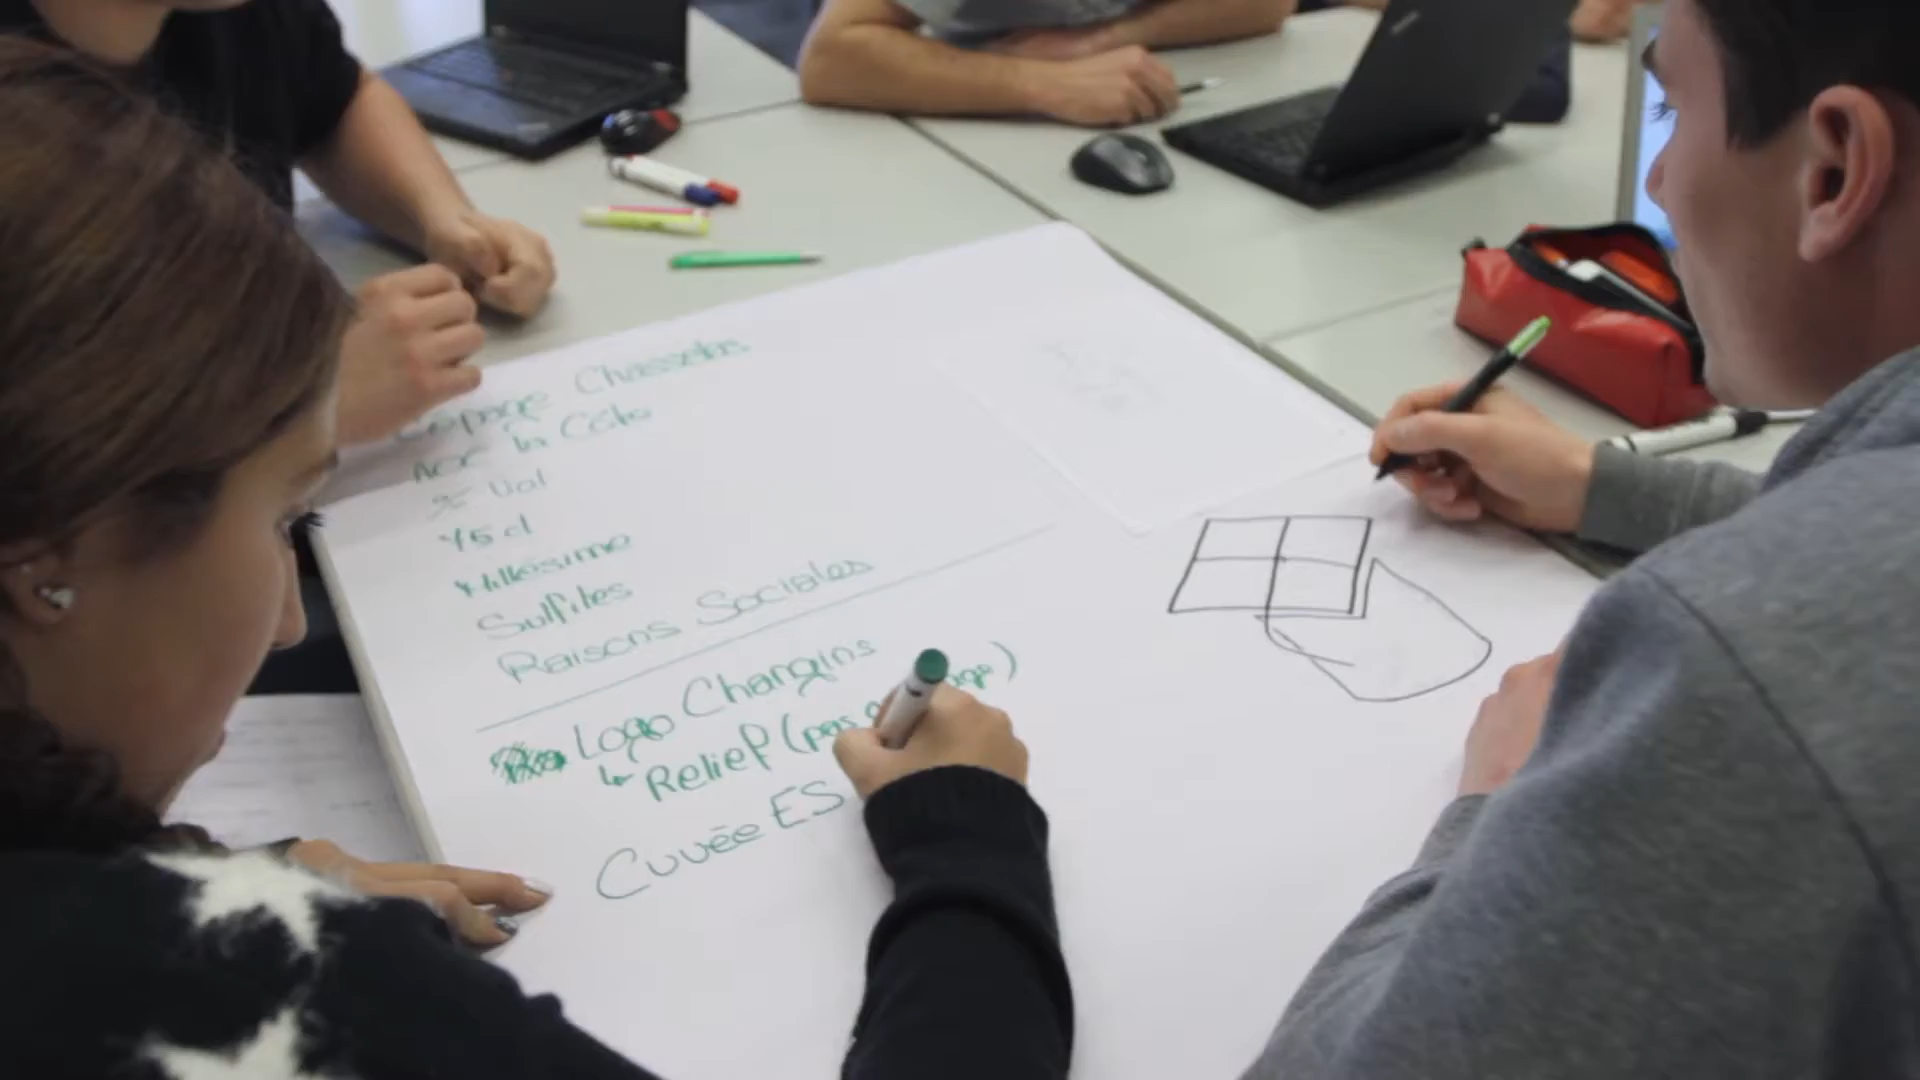 Cépage Chasselas
AOC la Côte
% Vol
75 cl
Millésime
Sulfites
Raisons Sociales
Logo Changins
↳ Relief (pas
Cuvée ES